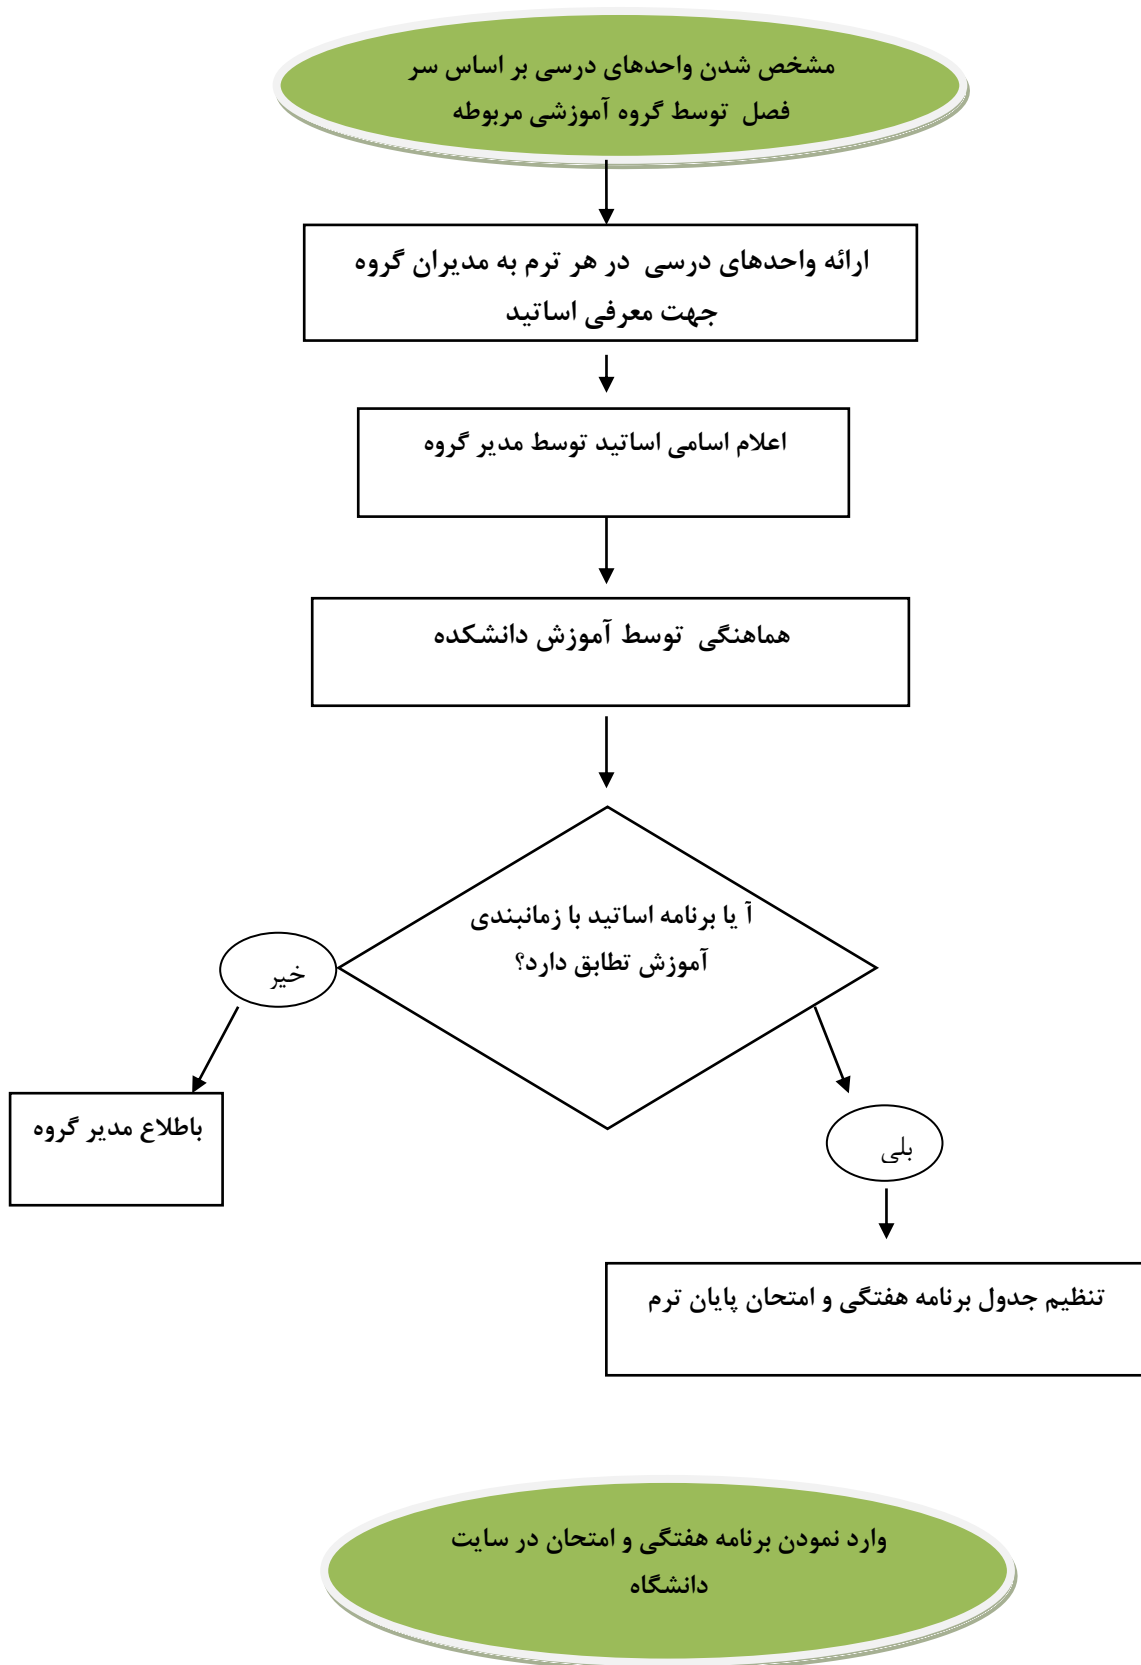 مشخص شدن واحدهای درسی بر اساس سر
فصل توسط گروه آموزشی مربوطه
ارائه واحدهای درسی در هر ترم به مدیران گروه
جهت معرفی اساتید
اعلام اسامی اساتید توسط مدیر گروه
هماهنگی توسط آموزش دانشکده
آ یا برنامه اساتید با زمانبندی
آموزش تطابق دارد؟
خیر
باطلاع مدیر گروه
بلی
تنظیم جدول برنامه هفتگی و امتحان پایان ترم
وارد نمودن برنامه هفتگی و امتحان در سایت
دانشگاه